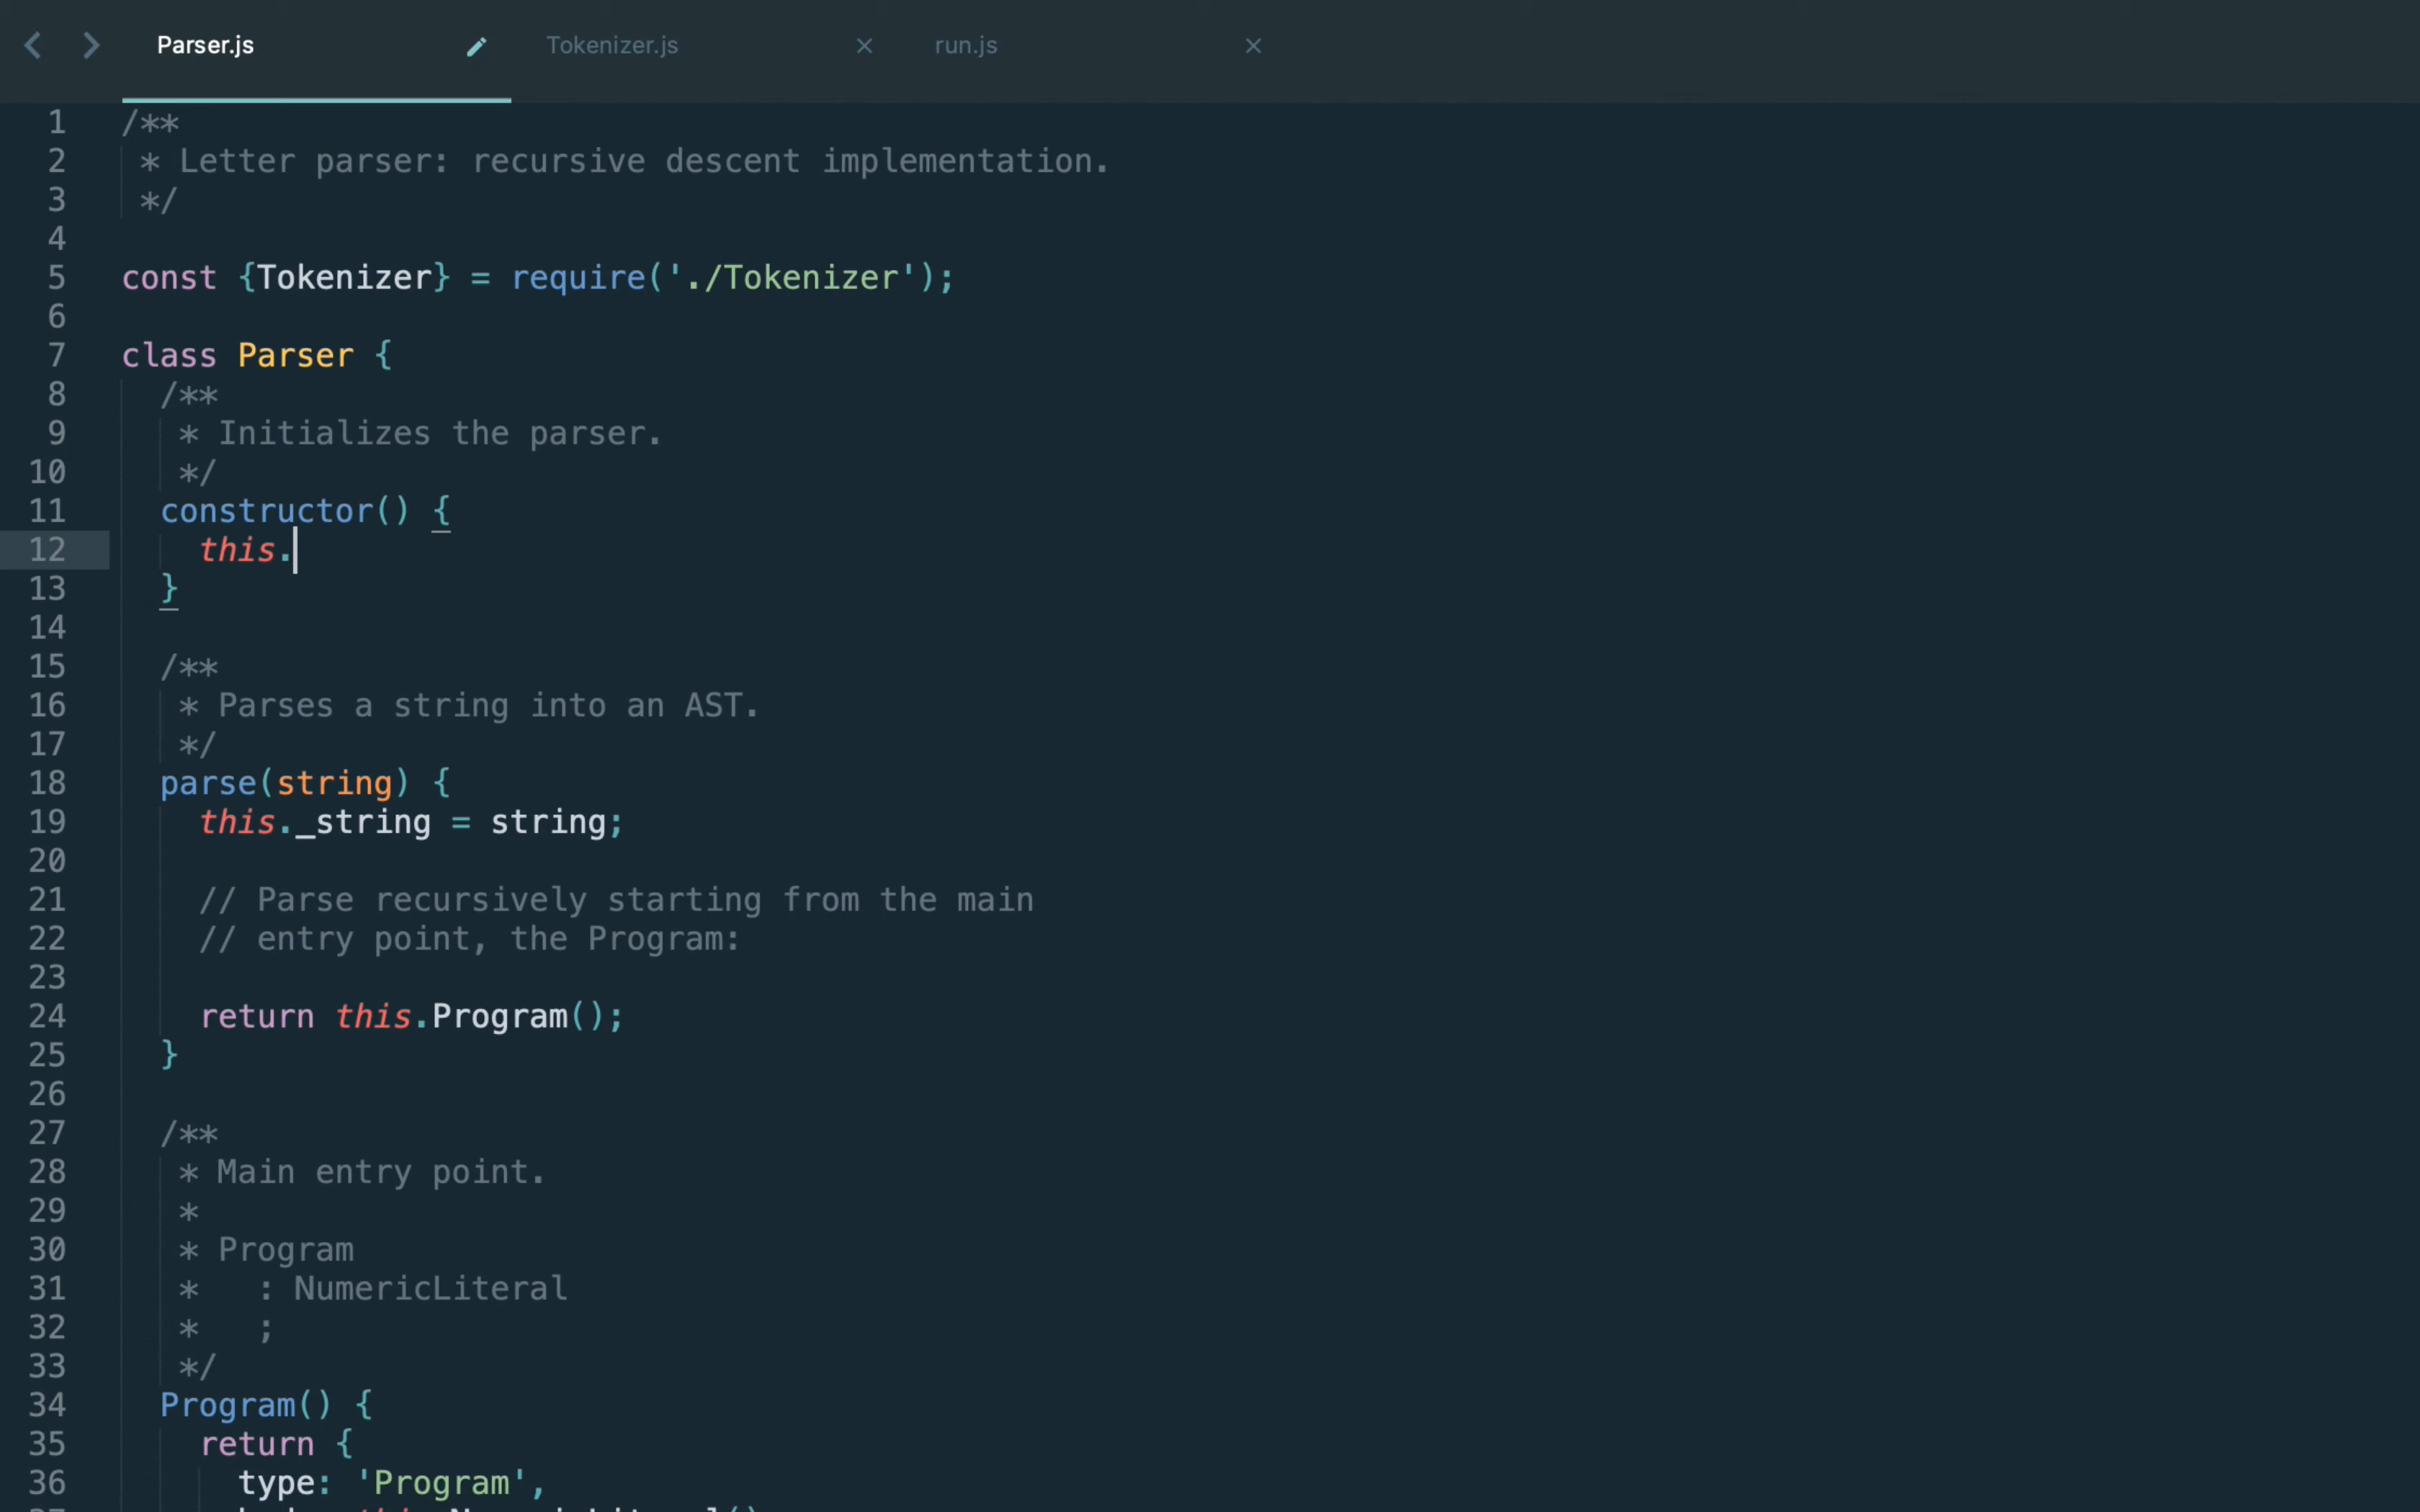 Parser.js Tokenizer.js run.js
1 /**
2 * Letter parser: recursive descent implementation.
3 */
4
5 const {Tokenizer} = require('./Tokenizer');
6
7 class Parser {
8 /**
9 * Initializes the parser.
10 */
11 constructor() {
12 this.
13 }
14
15 /**
16 * Parses a string into an AST.
17 */
18 parse(string) {
19 this._string = string;
20
21 // Parse recursively starting from the main
22 // entry point, the Program:
23
24 return this.Program();
25 }
26
27 /**
28 * Main entry point.
29 *
30 * Program
31 * : NumericLiteral
32 * ;
33 */
34 Program() {
35 return {
36 type: 'Program',